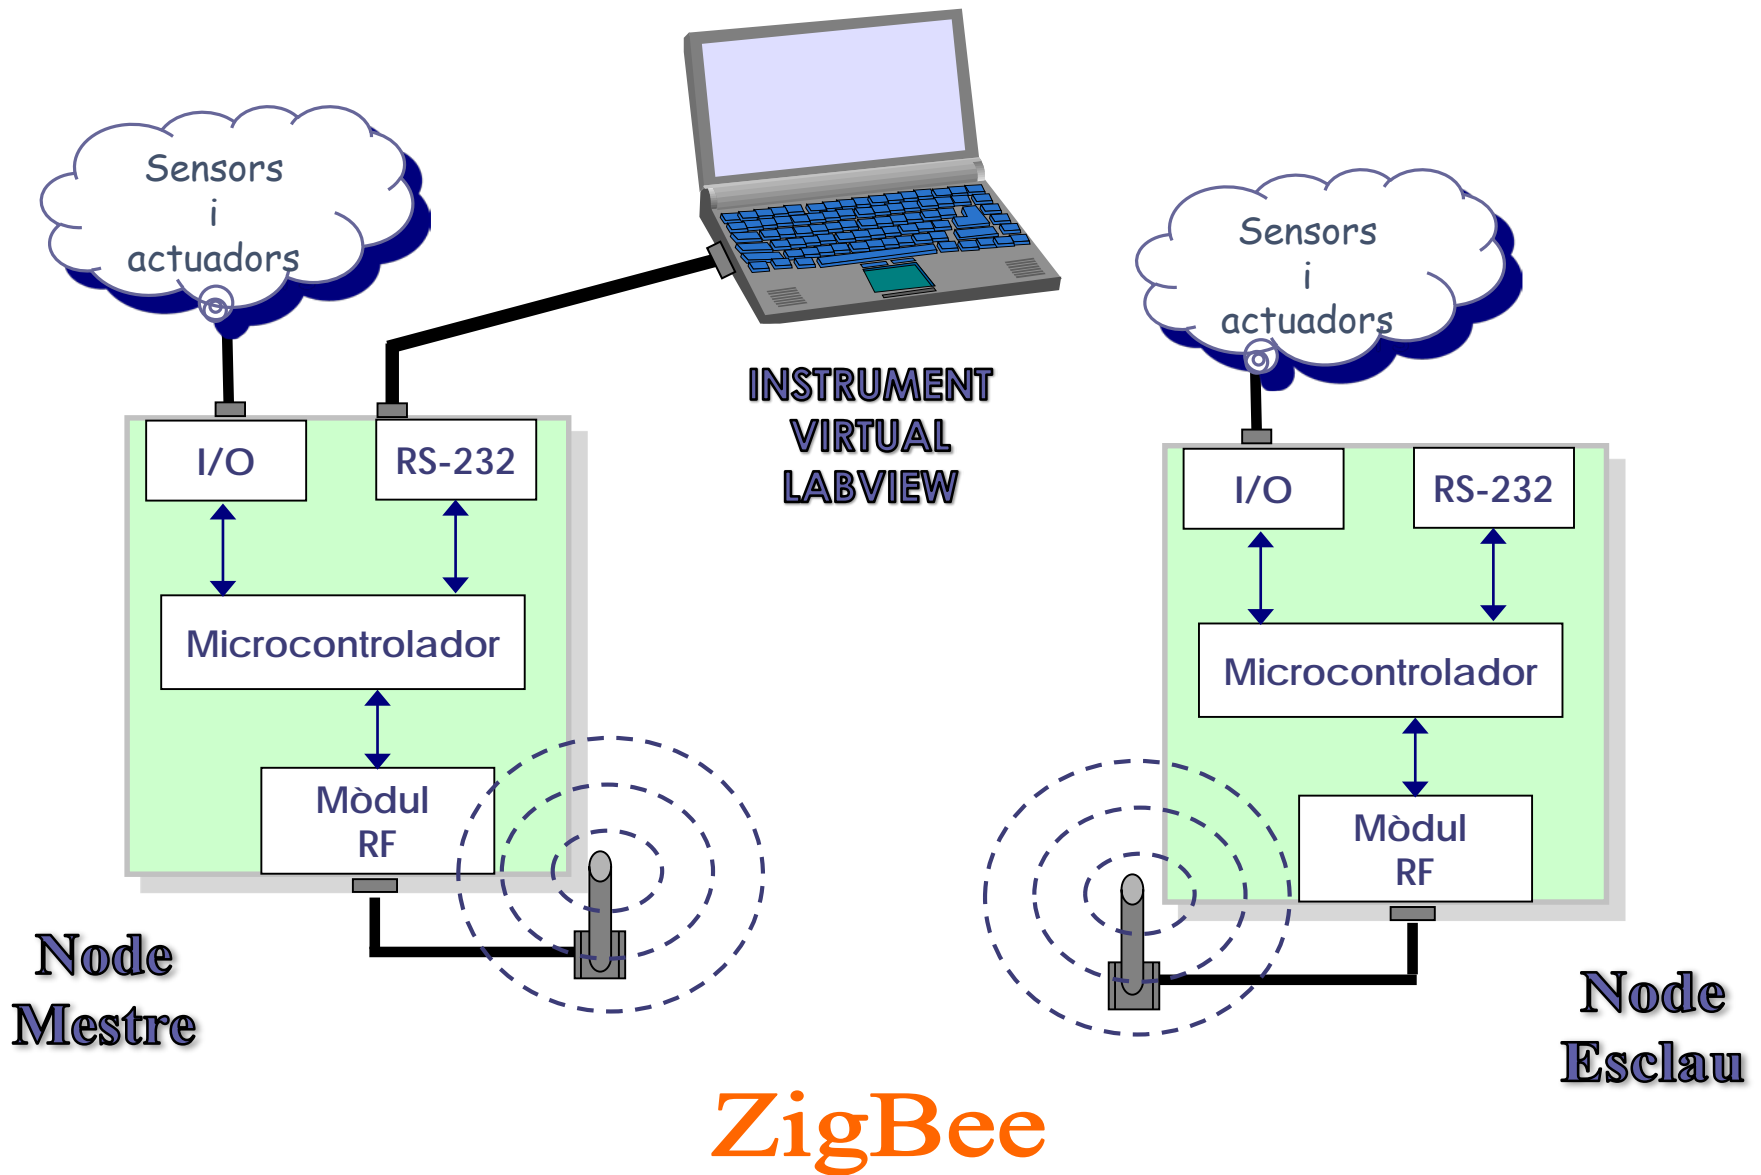 Sensors
i
actuadors
I/O
RS-232
Microcontrolador
Mòdul
RF
Node
Mestre
INSTRUMENT
VIRTUAL
LABVIEW
Sensors
i
actuadors
I/O
RS-232
Microcontrolador
Mòdul
RF
Node
Esclau
ZigBee